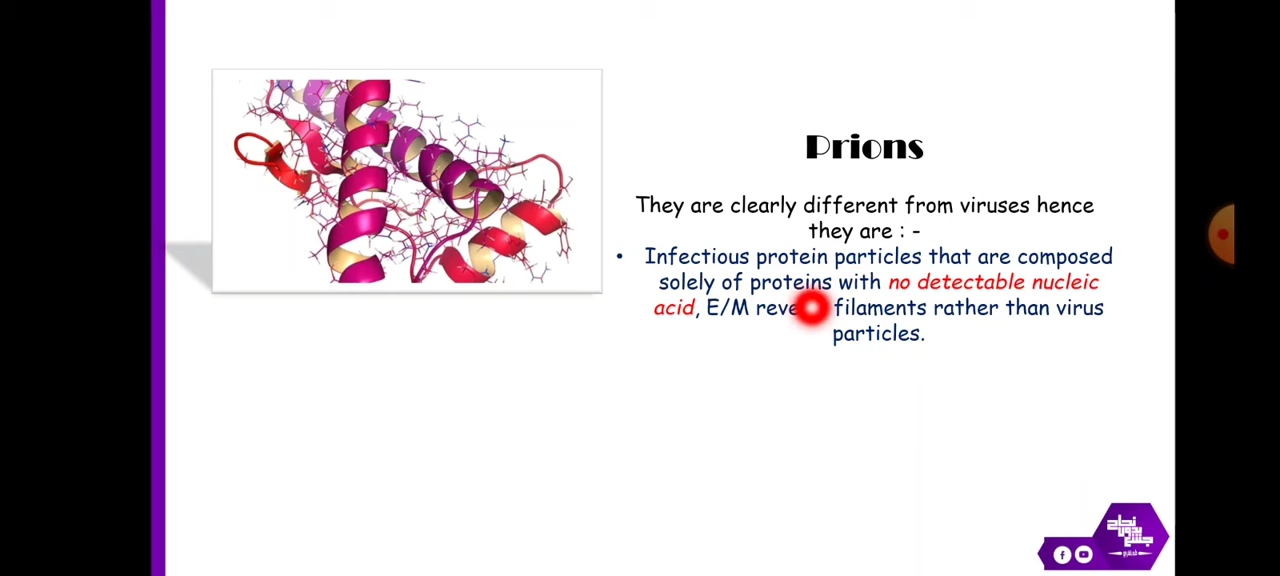 Prions
They are clearly different from viruses hence
they are : -
• Infectious protein particles that are composed
solely of proteins with no detectable nucleic
acid, E/M filaments rather than virus
particles.